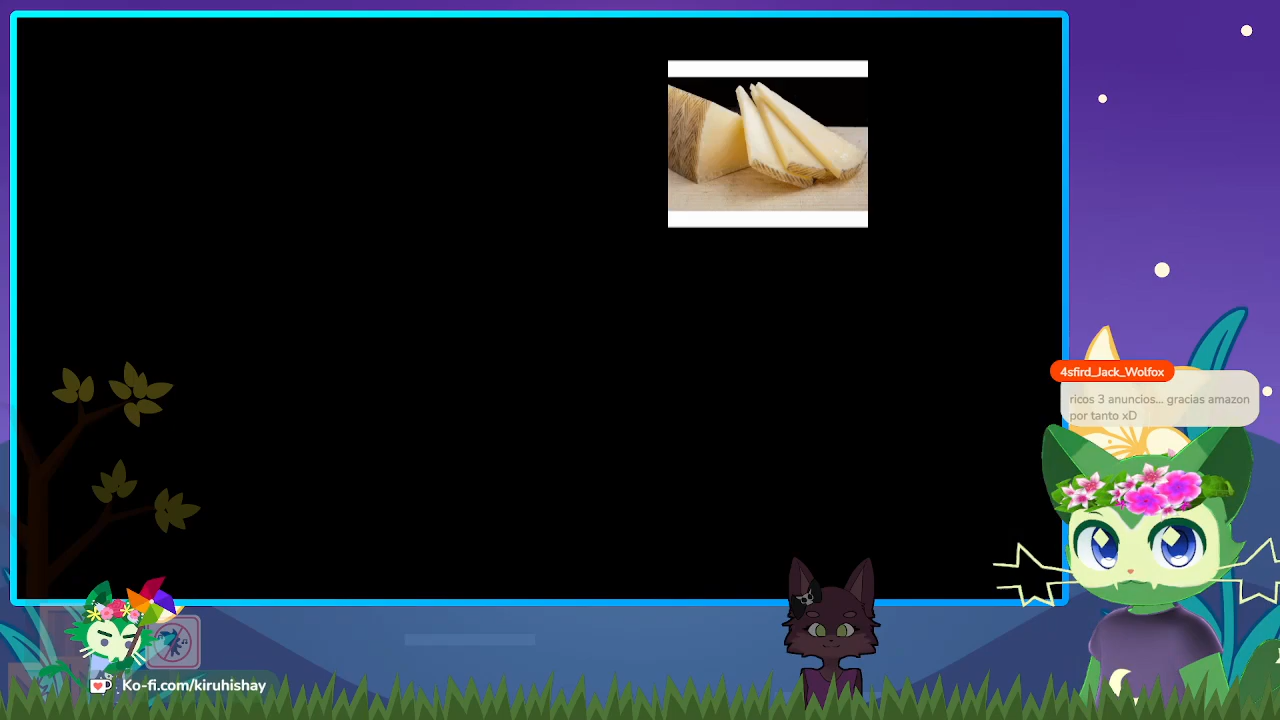 4sfird_Jack_Wolfox
ricos 3 anuncios... gracias amazon
por tanto xD
Ko-fi.com/kiruhishay